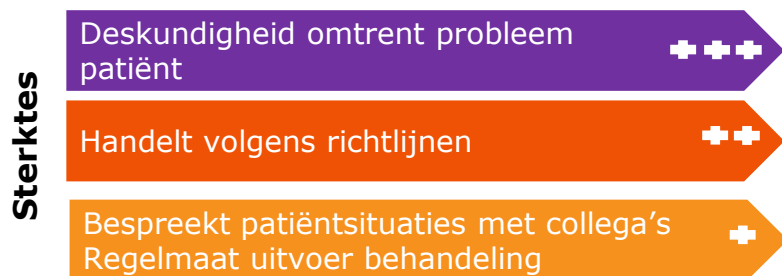 Sterktes
Deskundigheid omtrent probleem
patiënt
Handelt volgens richtlijnen
Bespreekt patiëntsituaties met collega’s
Regelmaat uitvoer behandeling